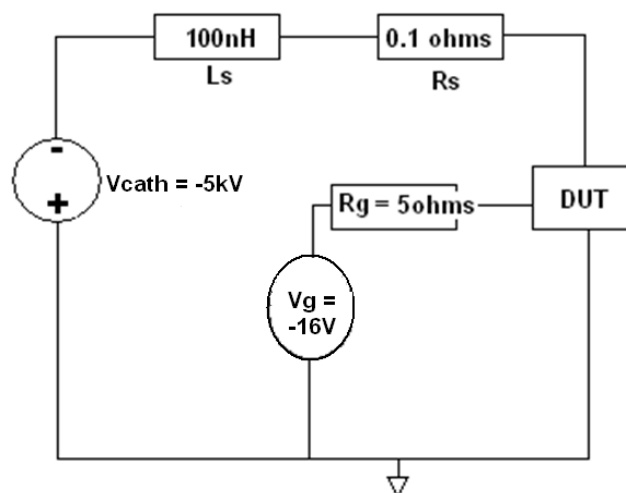 100nH
Ls
0.1 ohms
Rs
-
+
Vcath = -5kV
Rg = 5ohms
DUT
Vg =
-16V